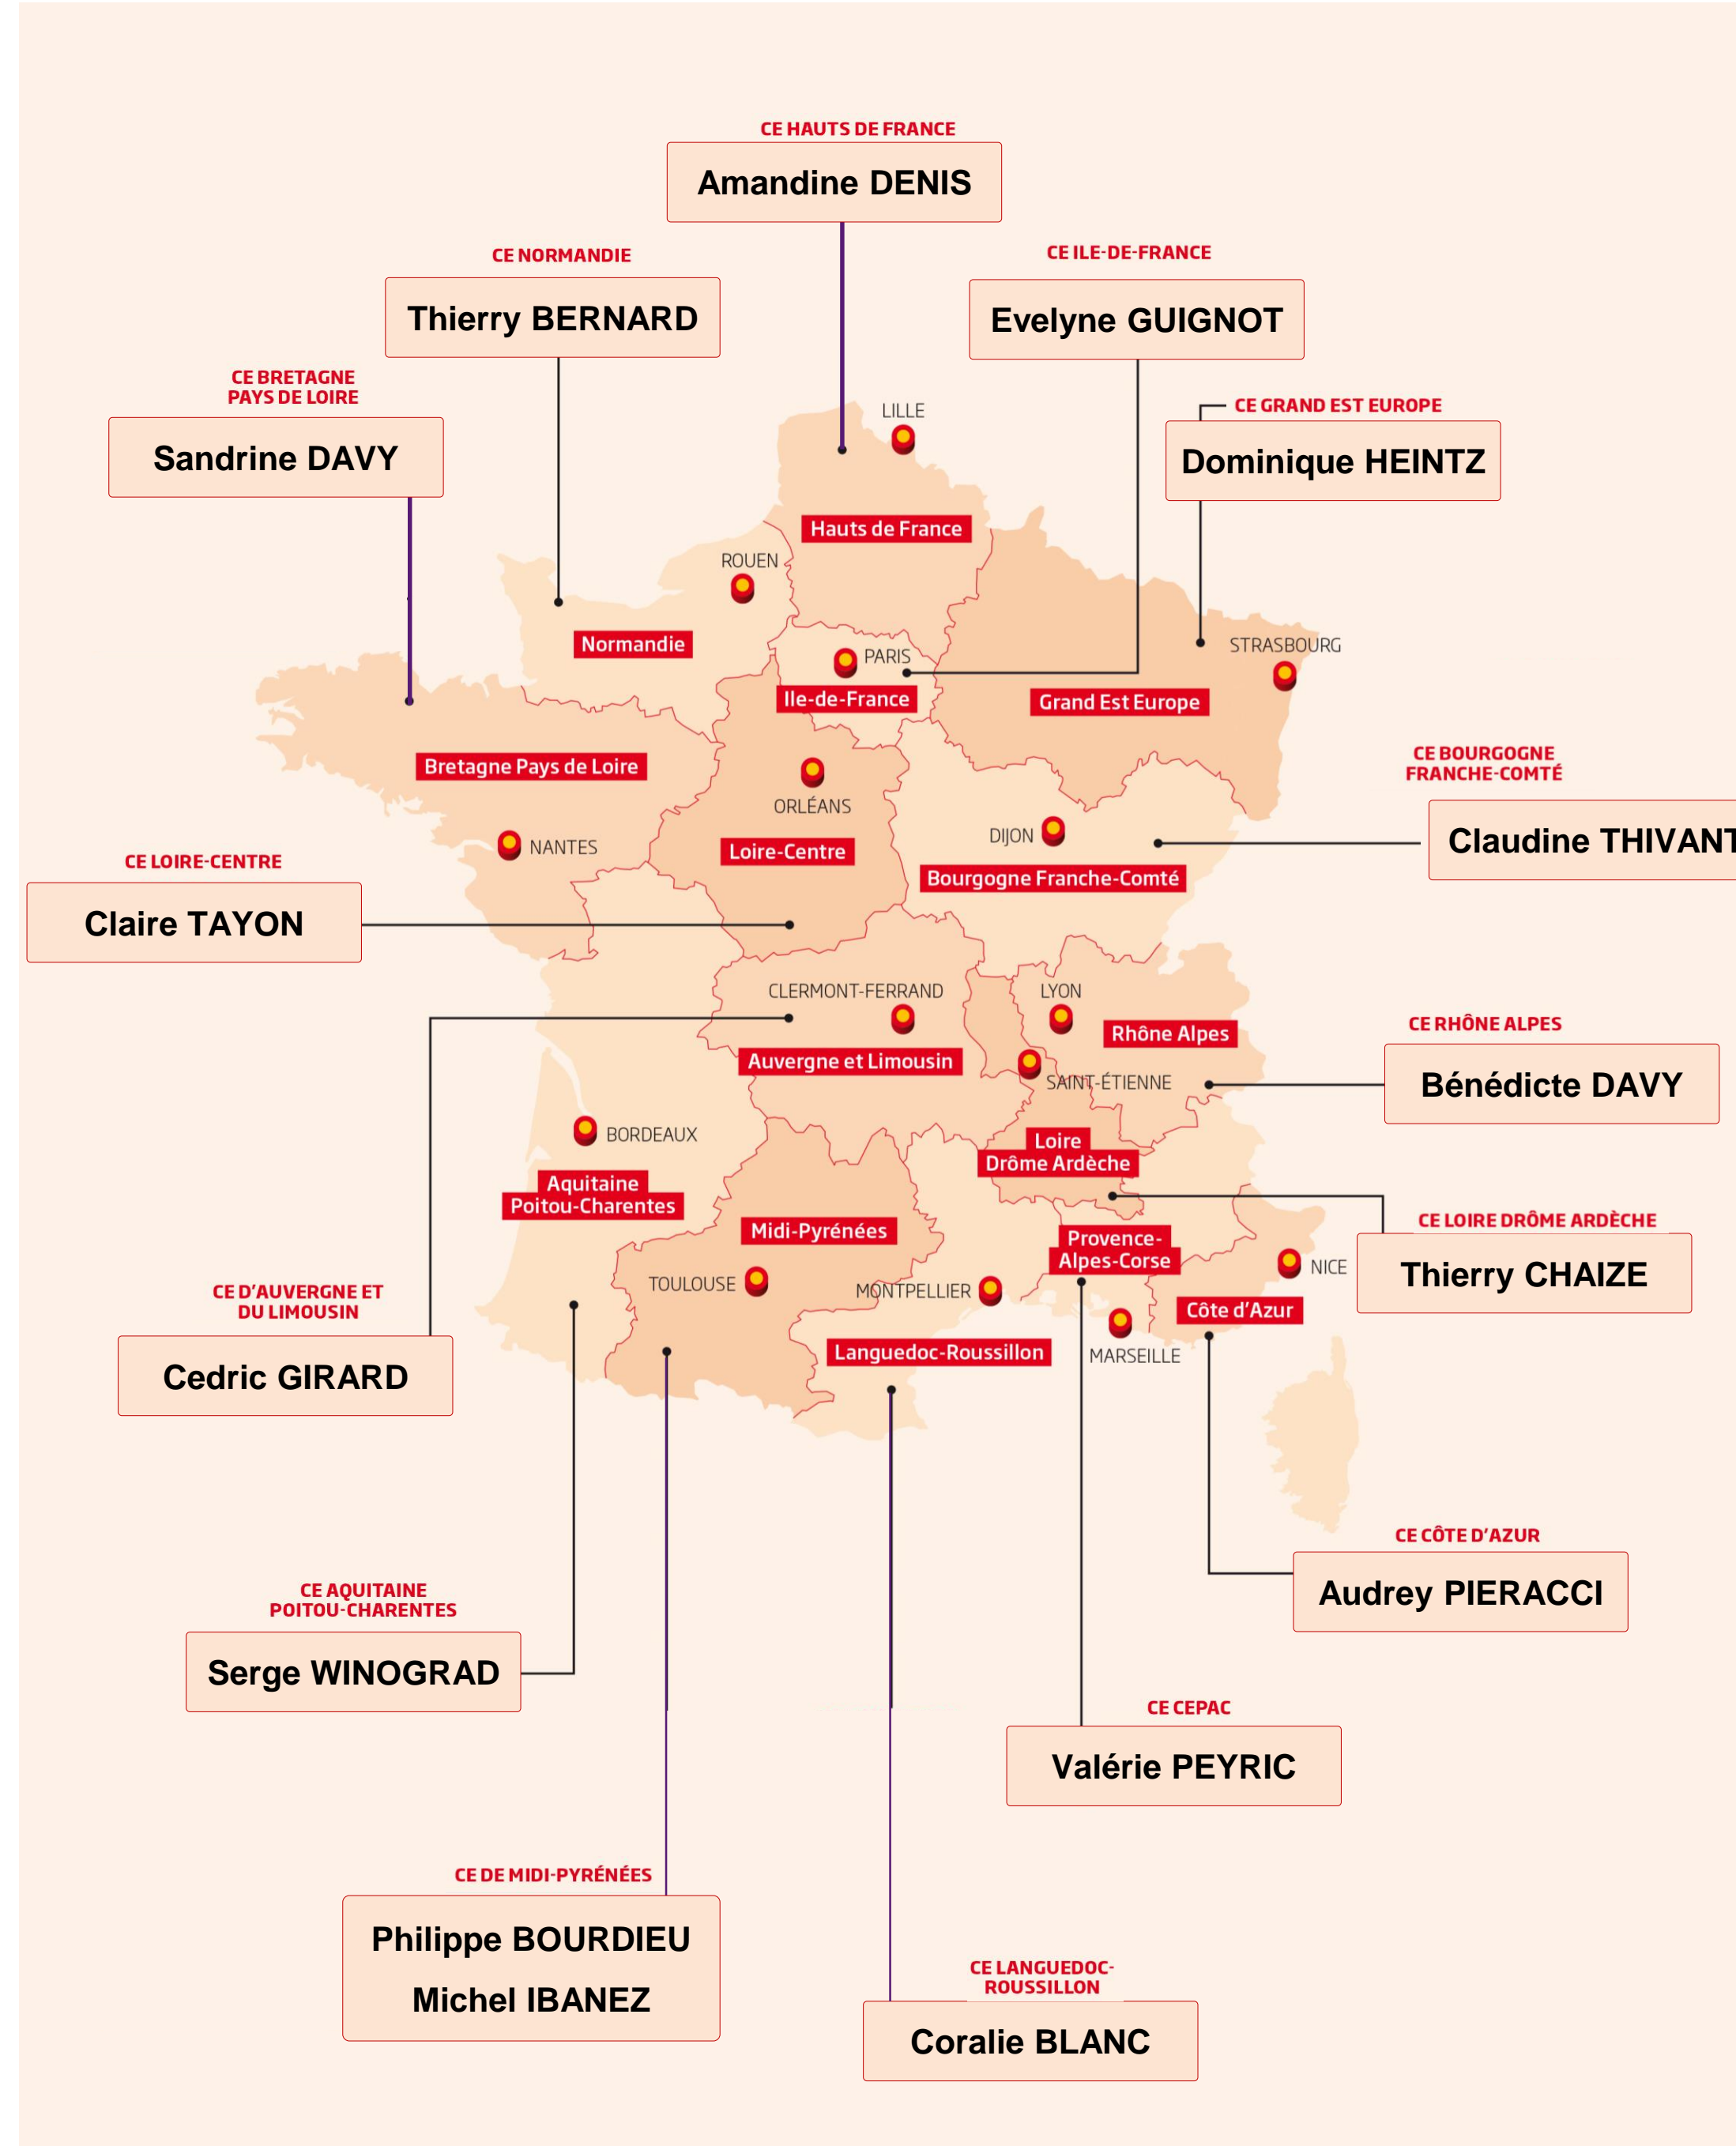 CE HAUTS DE FRANCE
Amandine DENIS
CE NORMANDIE
Thierry BERNARD
CE ILE-DE-FRANCE
Evelyne GUIGNOT
CE BRETAGNE
PAYS DE LOIRE
Sandrine DAVY
CE GRAND EST EUROPE
Dominique HEINTZ
LILLE
Hauts de France
ROUEN
Normandie
PARIS
Ile-de-France
STRASBOURG
Grand Est Europe
Bretagne Pays de Loire
NANTES
ORLÉANS
Loire-Centre
DIJON
Bourgogne Franche-Comté
CE BOURGOGNE
FRANCHE-COMTÉ
Claudine THIVANT
CE LOIRE-CENTRE
Claire TAYON
CLERMONT-FERRAND
Auvergne et Limousin
LYON
Rhône Alpes
SAINT-ÉTIENNE
CE RHÔNE ALPES
Bénédicte DAVY
BORDEAUX
Aquitaine
Poitou-Charentes
Loire
Drôme Ardèche
Midi-Pyrénées
TOULOUSE
Provence-
Alpes-Corse
MONTPELLIER
Languedoc-Roussillon
MARSEILLE
NICE
Côte d'Azur
CE LOIRE DRÔME ARDÈCHE
Thierry CHAIZE
CE D'AUVERGNE ET
DU LIMOUSIN
Cedric GIRARD
CE CÔTE D'AZUR
Audrey PIERACCI
CE AQUITAINE
POITOU-CHARENTES
Serge WINOGRAD
CE CEPAC
Valérie PEYRIC
CE DE MIDI-PYRÉNÉES
Philippe BOURDIEU
Michel IBANEZ
CE LANGUEDOC-
ROUSSILLON
Coralie BLANC